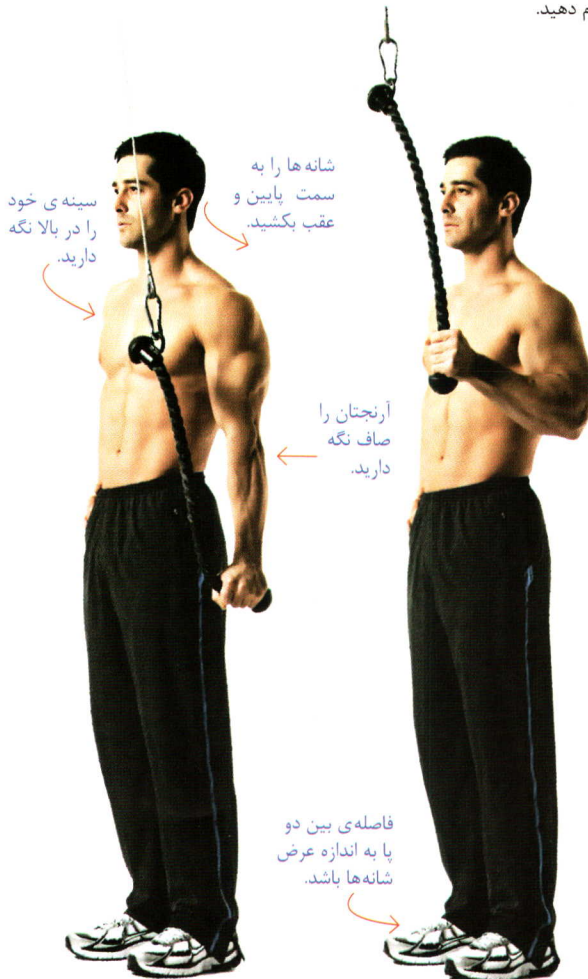 م دهید.
شانه ها را به
سمت پایین و
عقب بکشید.
سینه ی خود
را در بالا نگه
دارید.
آرنجتان را
صاف نگه
دارید.
فاصله‌ی بین دو
پا به اندازه عرض
شانه‌ها باشد.